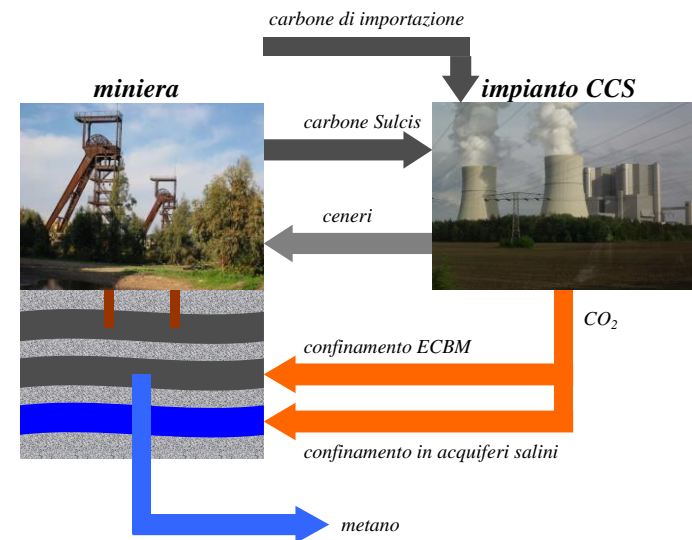 carbone di importazione
miniera
impianto CCS
carbone Sulcis
ceneri
CO₂
confinamento ECBM
confinamento in acquiferi salini
metano